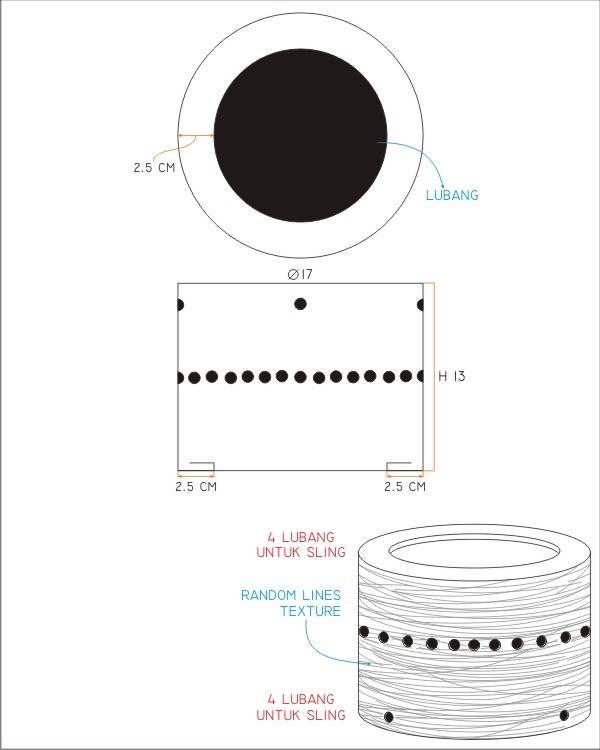 2.5 CM
LUBANG
Ø17
H 13
2.5 CM
2.5 CM
4 LUBANG
UNTUK SLING
RANDOM LINES
TEXTURE
4 LUBANG
UNTUK SLING